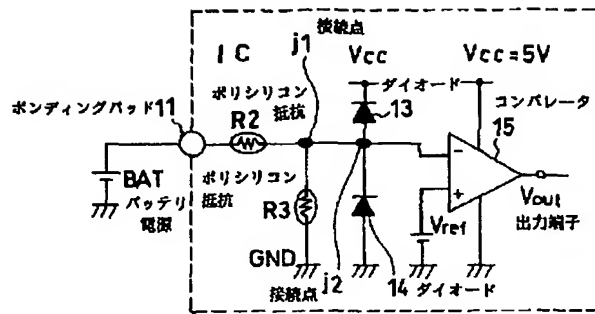 接続点
IC
j1
Vcc
Vcc=5V
ダイオード
ボンディングパッド 11
ポリシリコン
抵抗
13
コンパレータ
15
R2
BAT
バッテリ
電源
ポリシリコン
抵抗
R3
Vref
Vout
出力端子
GND
接続点
j2
14 ダイオード